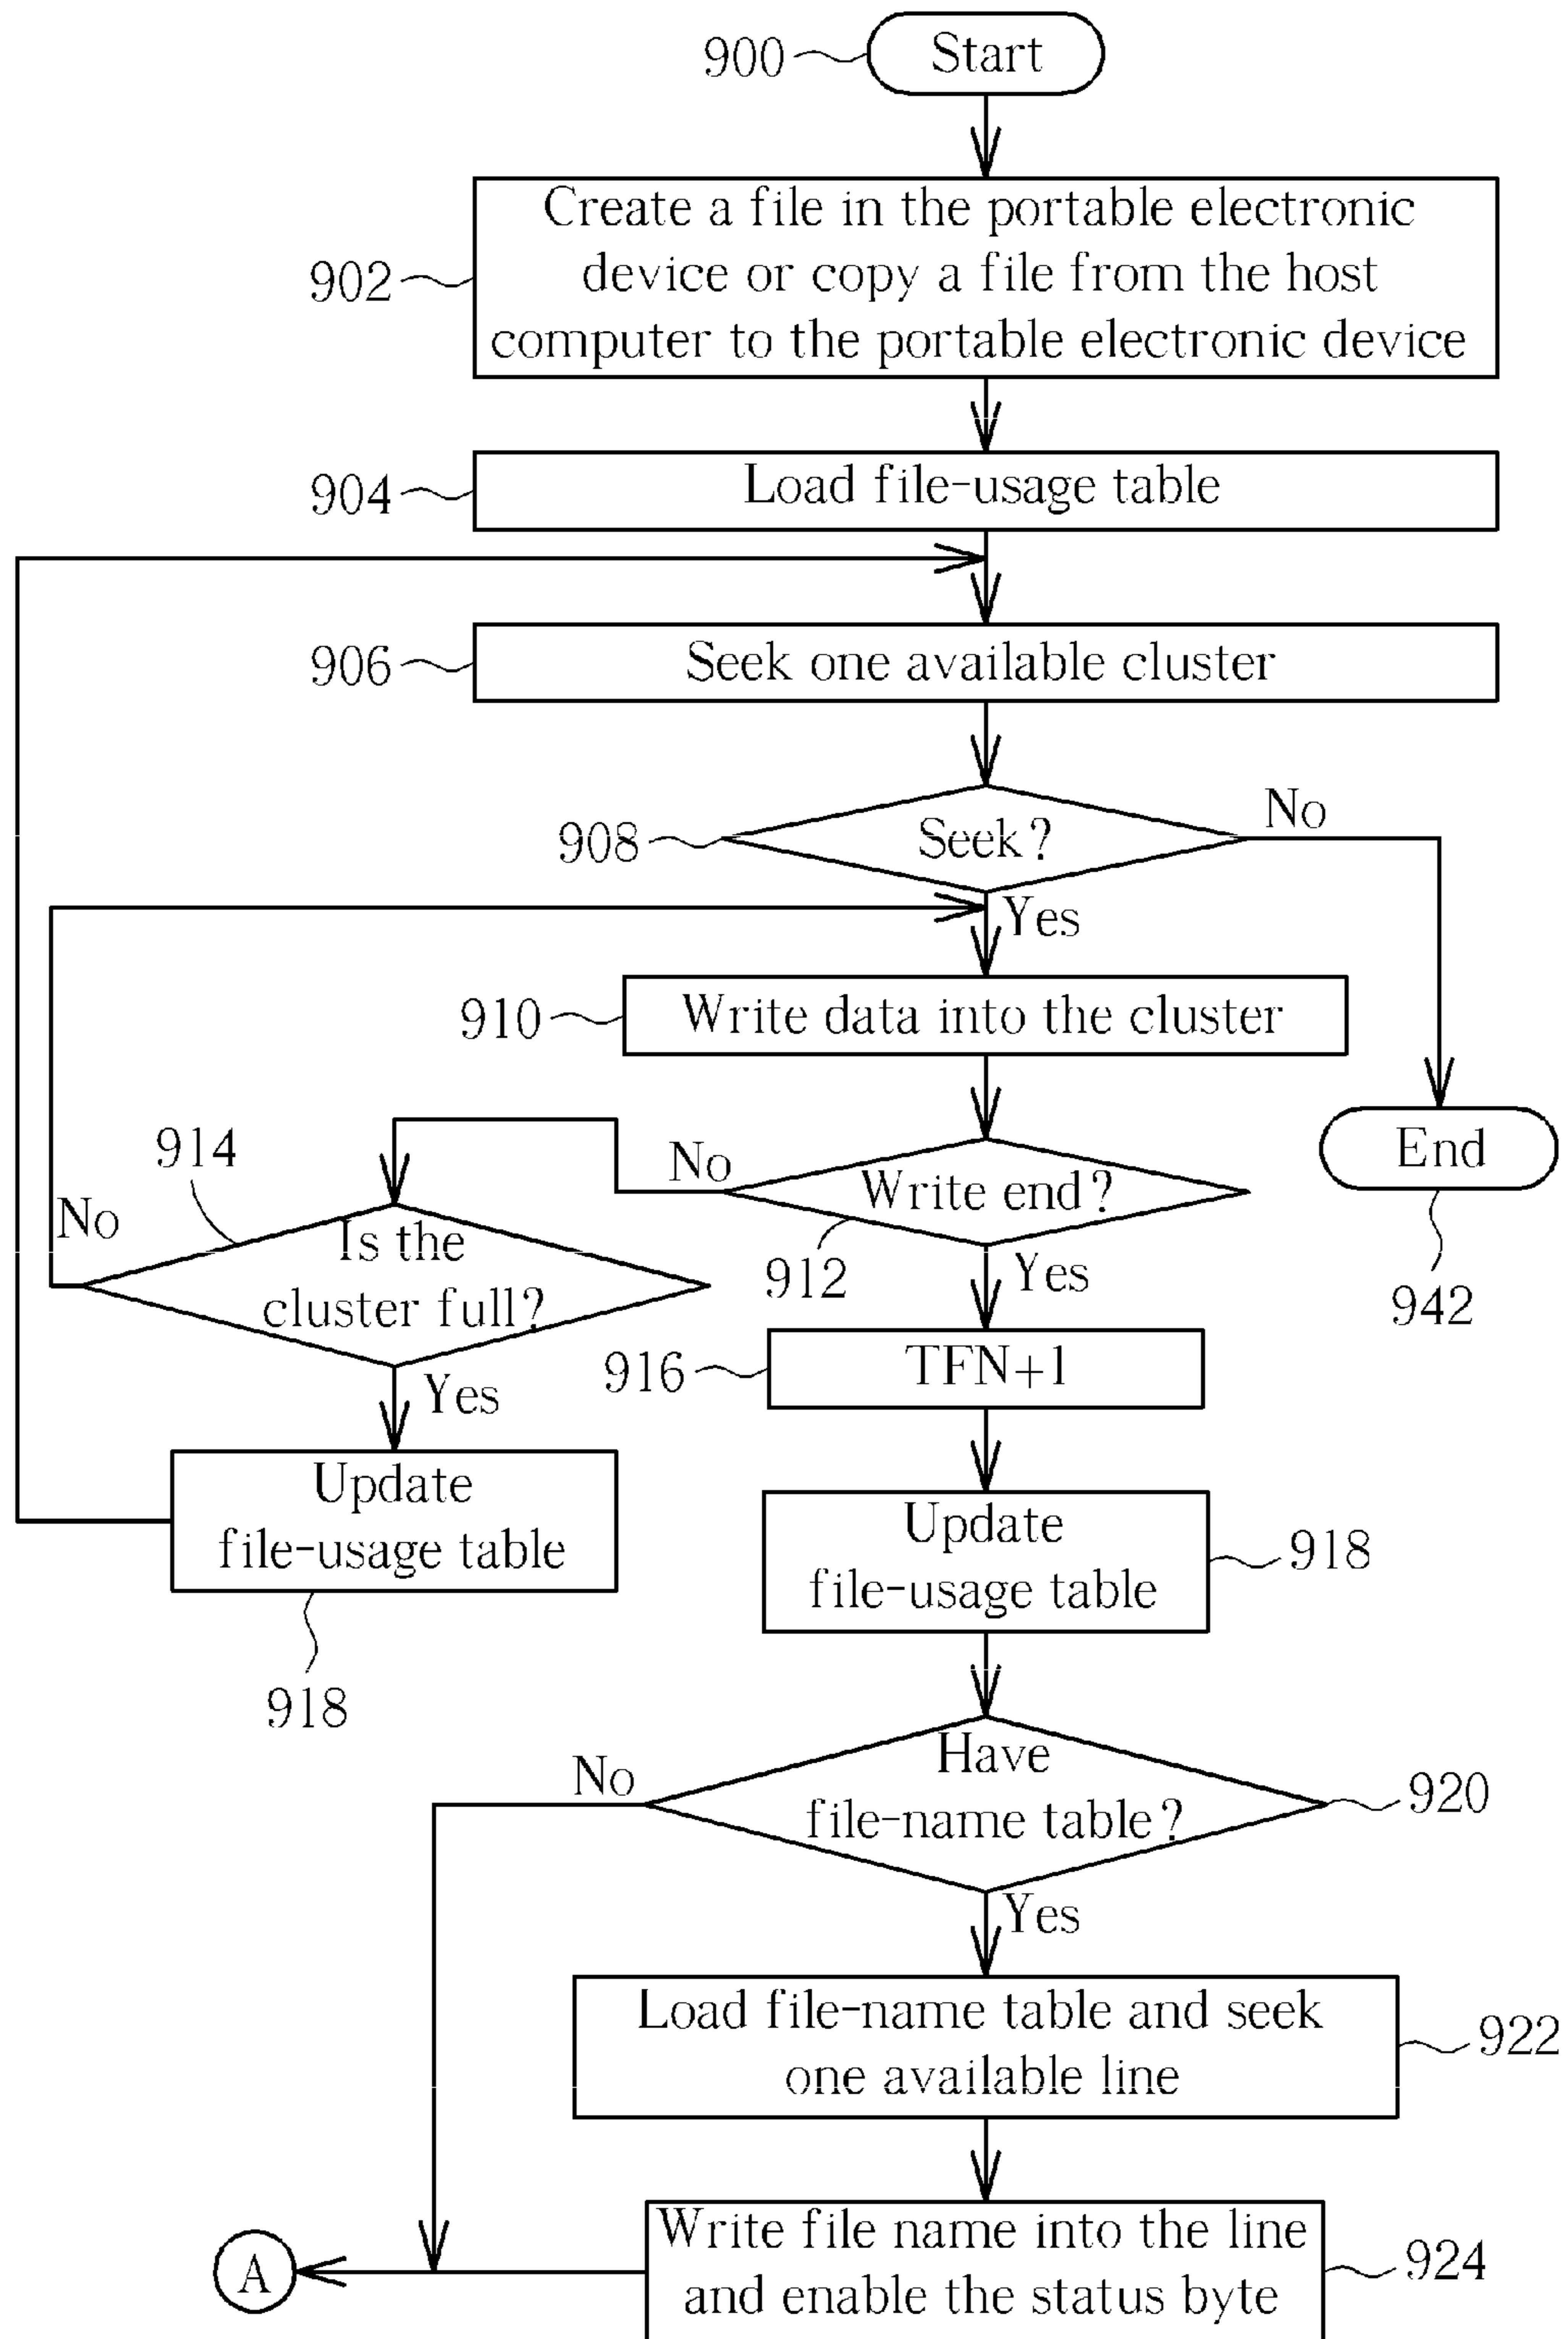 900
Start
Create a file in the portable electronic
device or copy a file from the host
computer to the portable electronic device
902
Load file-usage table
904
Seek one available cluster
906
Seek?
908
No
Yes
Write data into the cluster
910
End
942
Write end?
912
No
Yes
914
Is the
cluster full?
No
Yes
TFN+1
916
Update
file-usage table
918
Update
file-usage table
918
Have
file-name table?
920
No
Yes
Load file-name table and seek
one available line
922
Write file name into the line
and enable the status byte
924
A